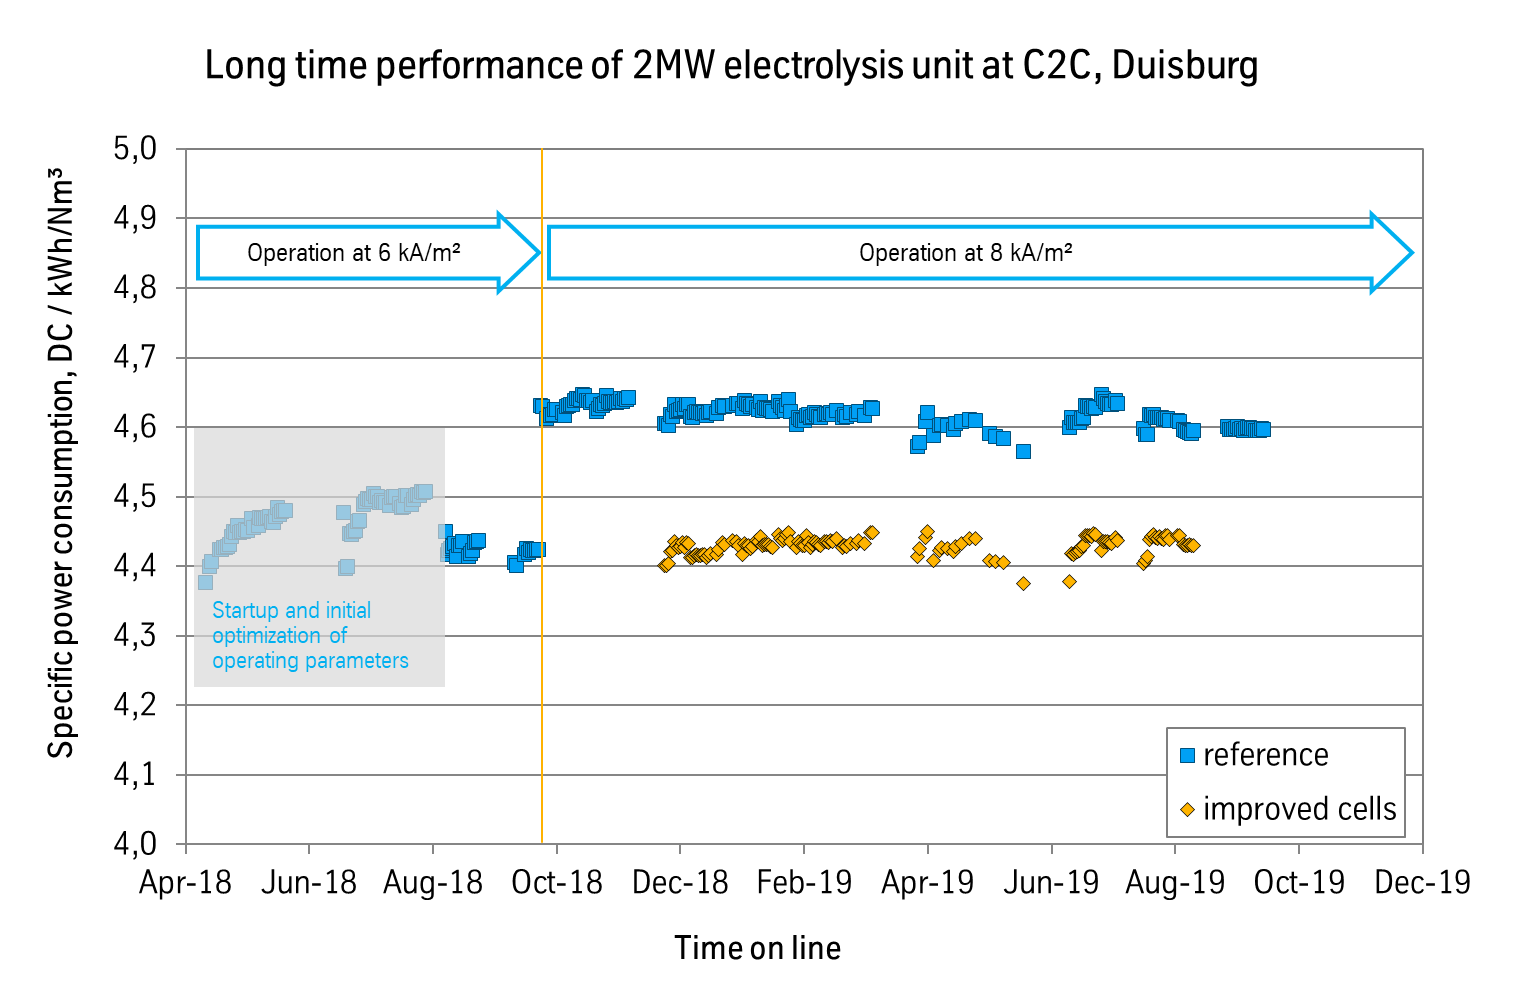 Long time performance of 2MW electrolysis unit at C2C, Duisburg
Specific power consumption, DC / kWh/Nm³
5,0
4,9
4,8
4,7
4,6
4,5
4,4
4,3
4,2
4,1
4,0
Operation at 6 kA/m²
Operation at 8 kA/m²
Startup and initial
optimization of
operating parameters
reference
improved cells
Apr-18 Jun-18 Aug-18 Oct-18 Dec-18 Feb-19 Apr-19 Jun-19 Aug-19 Oct-19 Dec-19
Time on line